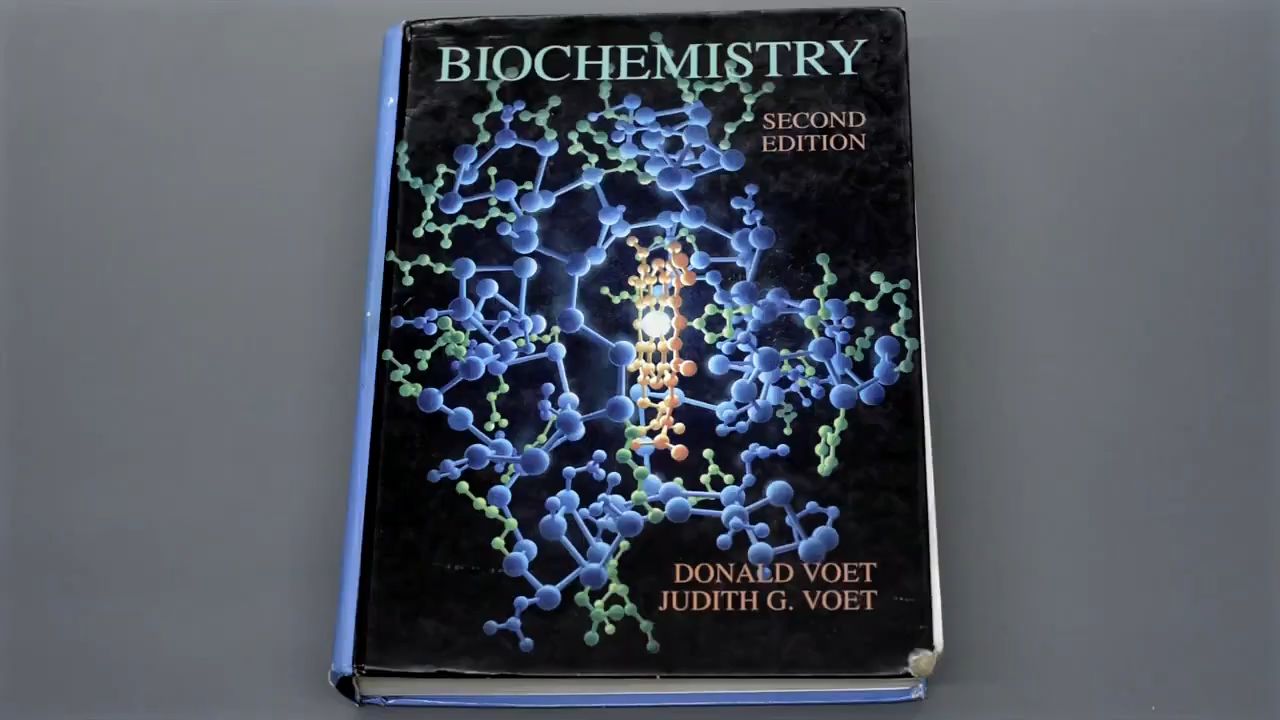 BIOCHEMISTRY
SECOND
EDITION
DONALD VOET
JUDITH G. VOET